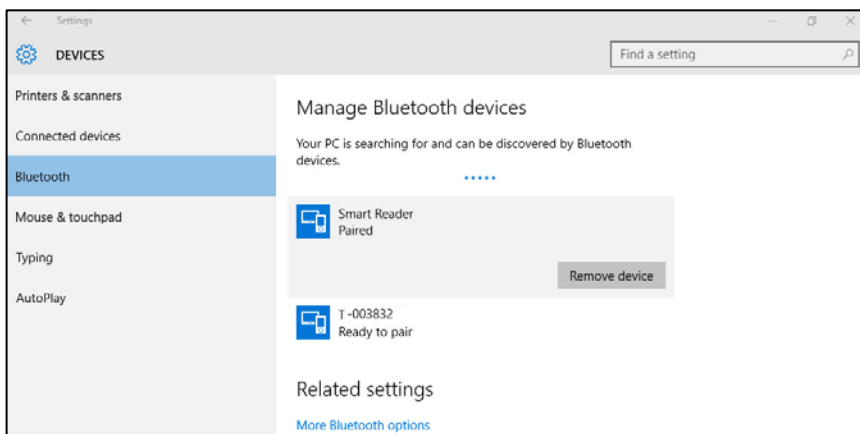 Settings
DEVICES
Find a setting
Printers & scanners
Connected devices
Bluetooth
Mouse & touchpad
Typing
AutoPlay
Manage Bluetooth devices
Your PC is searching for and can be discovered by Bluetooth
devices.
Smart Reader
Paired
Remove device
T-003832
Ready to pair
Related settings
More Bluetooth options